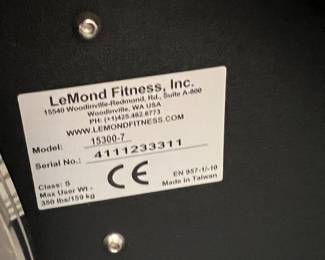 LeMond Fitness, Inc.
15540 Woodinville-Redmond, Rd., Suite A-800
Woodinville, WA USA
PH: (+1)425.482.6773
WWW.LEMONDFITNESS.COM
Model: 15300-7
Serial No.: 4111233311
Class: S
Max User Wt -
350 lbs/159 kg
CE
EN 957-1/-10
Made in Taiwan